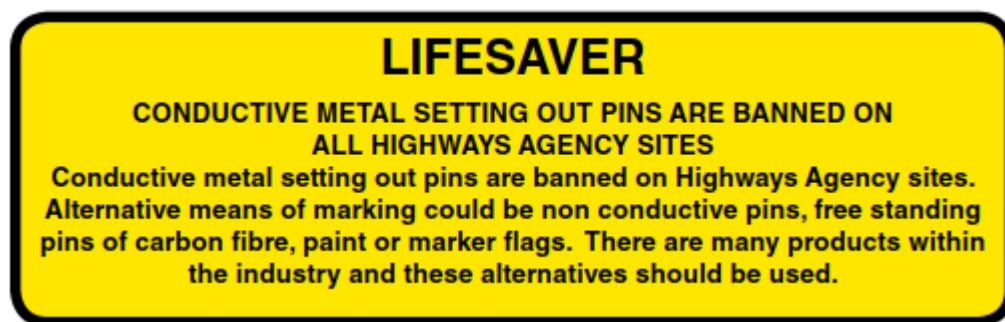 LIFESAVER
CONDUCTIVE METAL SETTING OUT PINS ARE BANNED ON
ALL HIGHWAYS AGENCY SITES
Conductive metal setting out pins are banned on Highways Agency sites.
Alternative means of marking could be non conductive pins, free standing
pins of carbon fibre, paint or marker flags. There are many products within
the industry and these alternatives should be used.